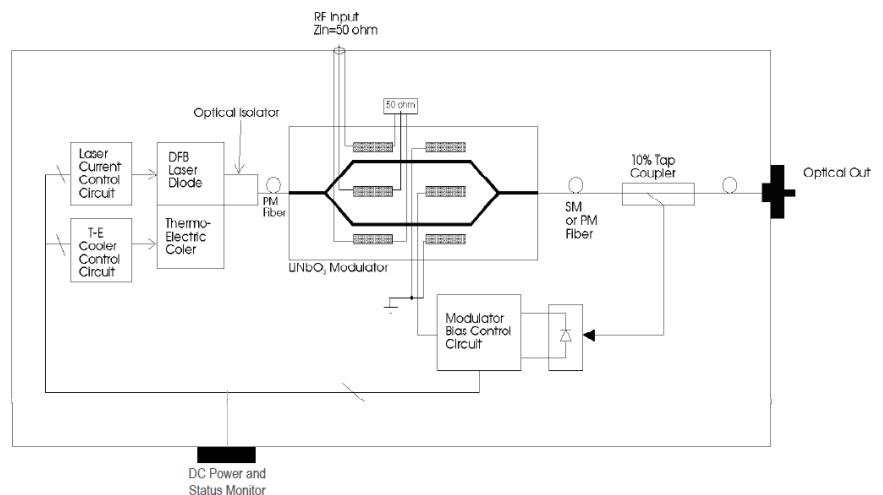 RF Input
Zin=50 ohm
Optical Isolator
50 ohm
Laser
Current
Control
Circuit
DFB
Laser
Diode
10% Tap
Coupler
Optical Out
PM
Fiber
SM
or PM
Fiber
T-E
Cooler
Control
Circuit
Thermo-
Electric
Coler
LiNbO3 Modulator
Modulator
Bias Control
Circuit
DC Power and
Status Monitor